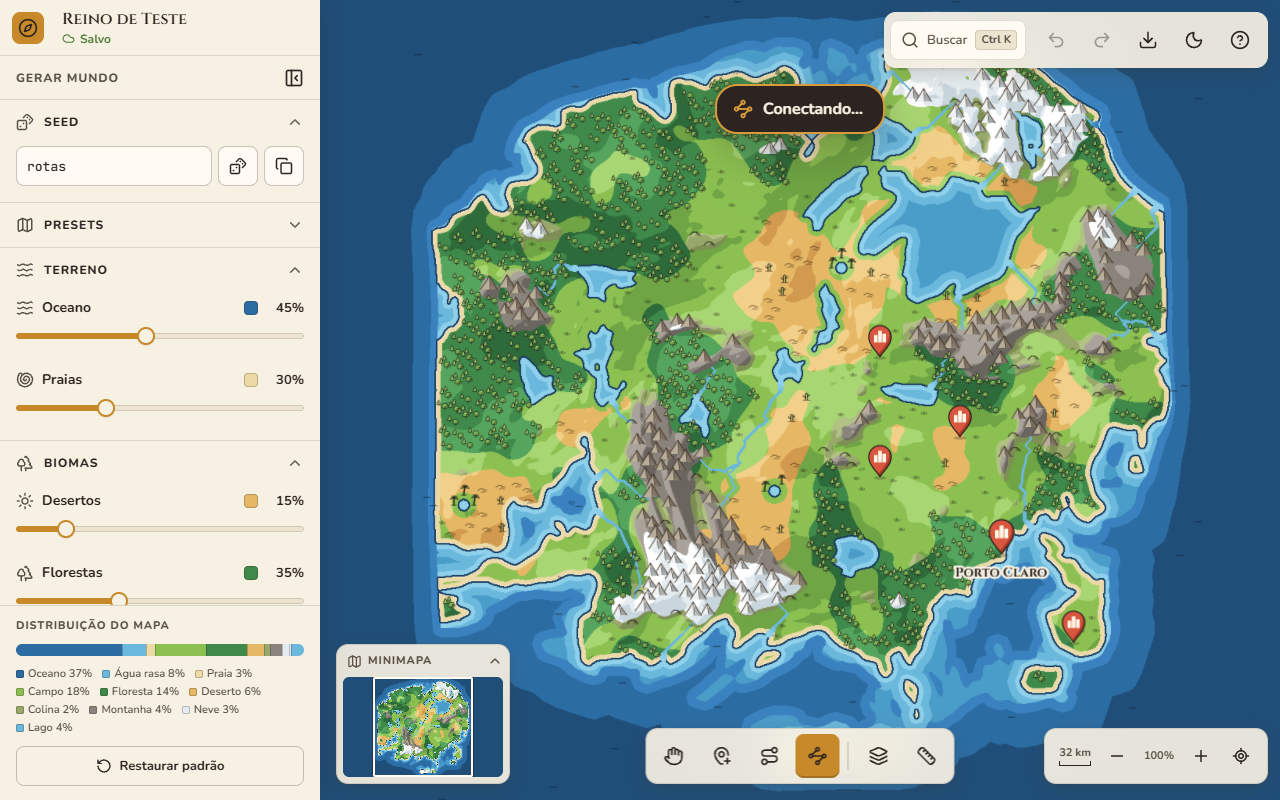 Reino de Teste
Salvo
GERAR MUNDO
SEED
rotas
PRESETS
TERRENO
Oceano 45%
Praias 30%
BIOMAS
Desertos 15%
Florestas 35%
DISTRIBUIÇÃO DO MAPA
Oceano 37% Água rasa 8% Praia 3%
Campo 18% Floresta 14% Deserto 6%
Colina 2% Montanha 4% Neve 3%
Lago 4%
Restaurar padrão
Buscar Ctrl K
Conectando...
Porto Claro
MINIMAPA
32 km
100%